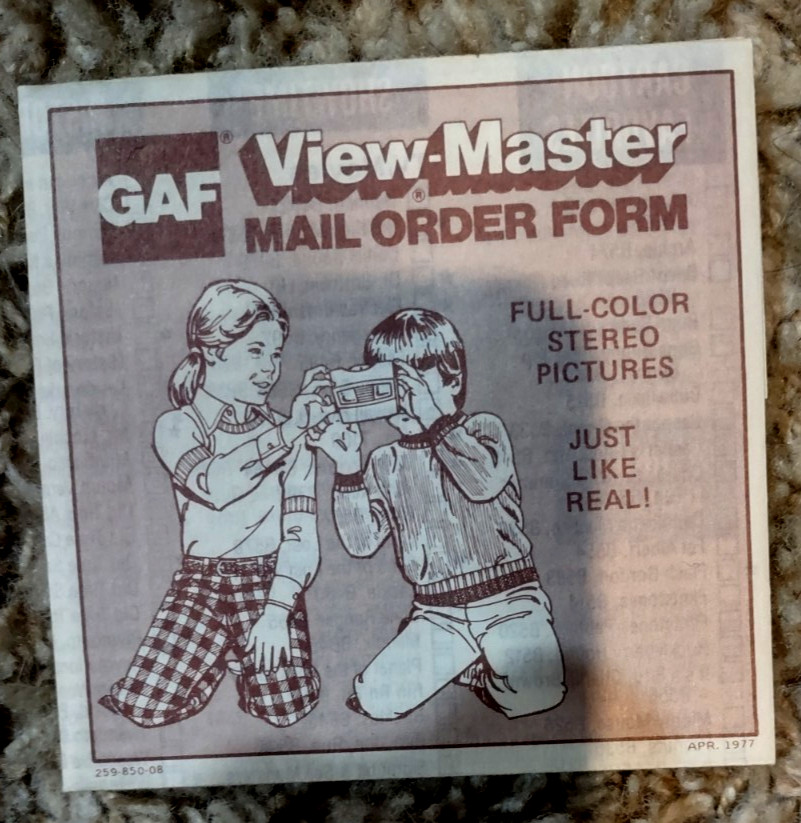 GAF® View-Master®
MAIL ORDER FORM
FULL-COLOR
STEREO
PICTURES
JUST
LIKE
REAL!
259-850-08
APR. 1977